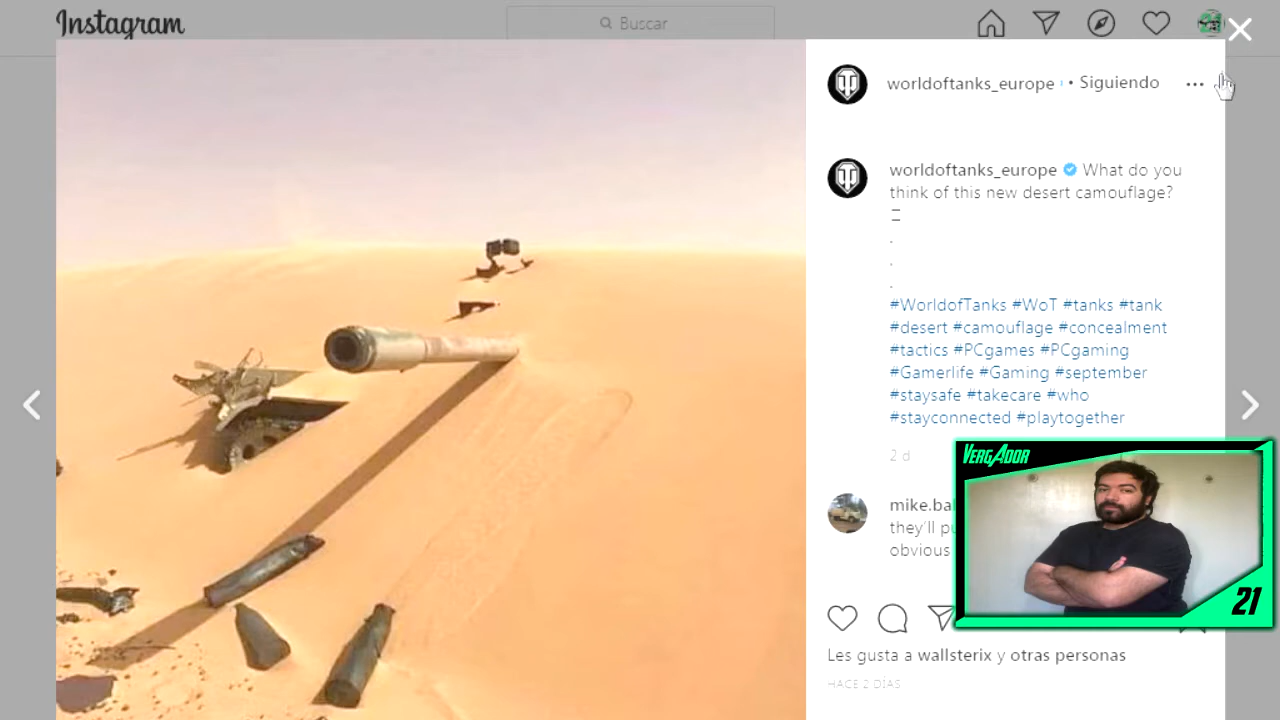 Instagram
Buscar
worldoftanks_europe • Siguiendo
worldoftanks_europe What do you
think of this new desert camouflage?
.
.
.
#WorldofTanks #WoT #tanks #tank
#desert #camouflage #concealment
#tactics #PCgames #PCgaming
#Gamerlife #Gaming #september
#staysafe #takecare #who
#stayconnected #playtogether
2 d
VergAdor
they'll
obvious
21
Les gusta a wallsterix y otras personas
HACE 2 DÍAS